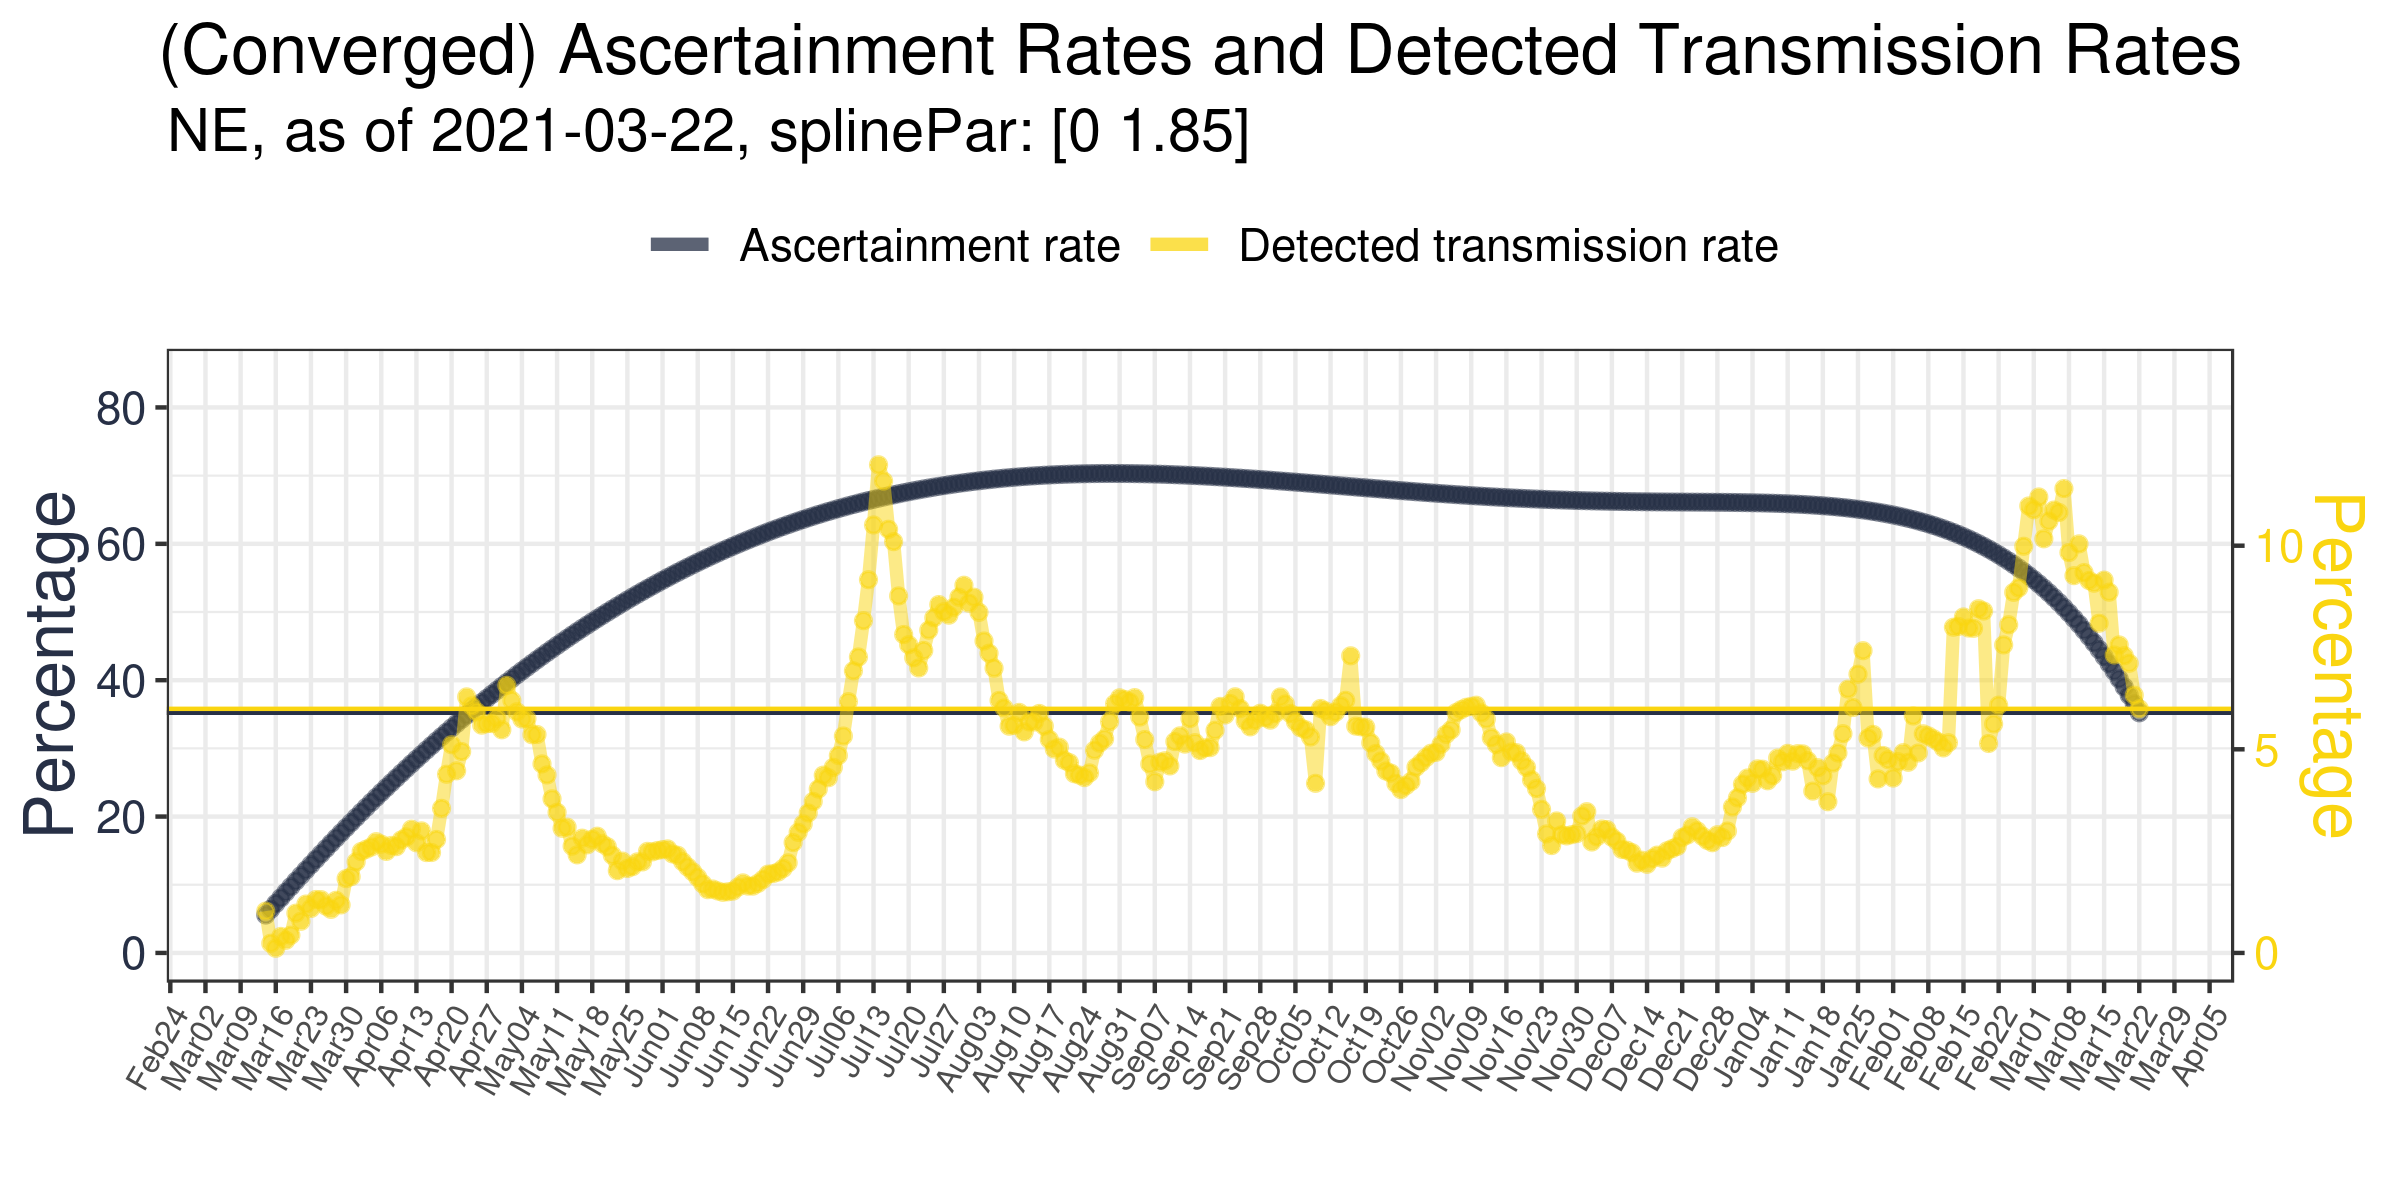 (Converged) Ascertainment Rates and Detected Transmission Rates
NE, as of 2021-03-22, splinePar: [0 1.85]
Ascertainment rate
Detected transmission rate
Percentage
80
60
40
20
0
Percentage
10
5
0
Feb24
Mar02
Mar09
Mar16
Mar23
Mar30
Apr06
Apr13
Apr20
Apr27
May04
May11
May18
May25
Jun01
Jun08
Jun15
Jun22
Jun29
Jul06
Jul13
Jul20
Jul27
Aug03
Aug10
Aug17
Aug24
Aug31
Sep07
Sep14
Sep21
Sep28
Oct05
Oct12
Oct19
Oct26
Nov02
Nov09
Nov16
Nov23
Nov30
Dec07
Dec14
Dec21
Dec28
Jan04
Jan11
Jan18
Jan25
Feb01
Feb08
Feb15
Feb22
Mar01
Mar08
Mar15
Mar22
Mar29
Apr05